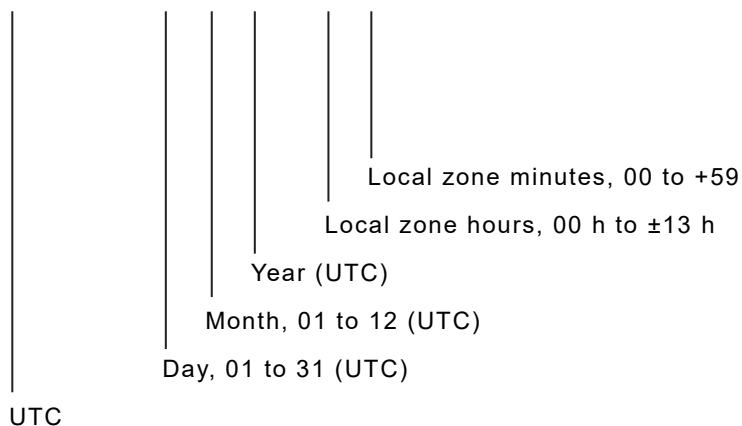 Local zone minutes, 00 to +59
Local zone hours, 00 h to ±13 h
Year (UTC)
Month, 01 to 12 (UTC)
Day, 01 to 31 (UTC)
UTC